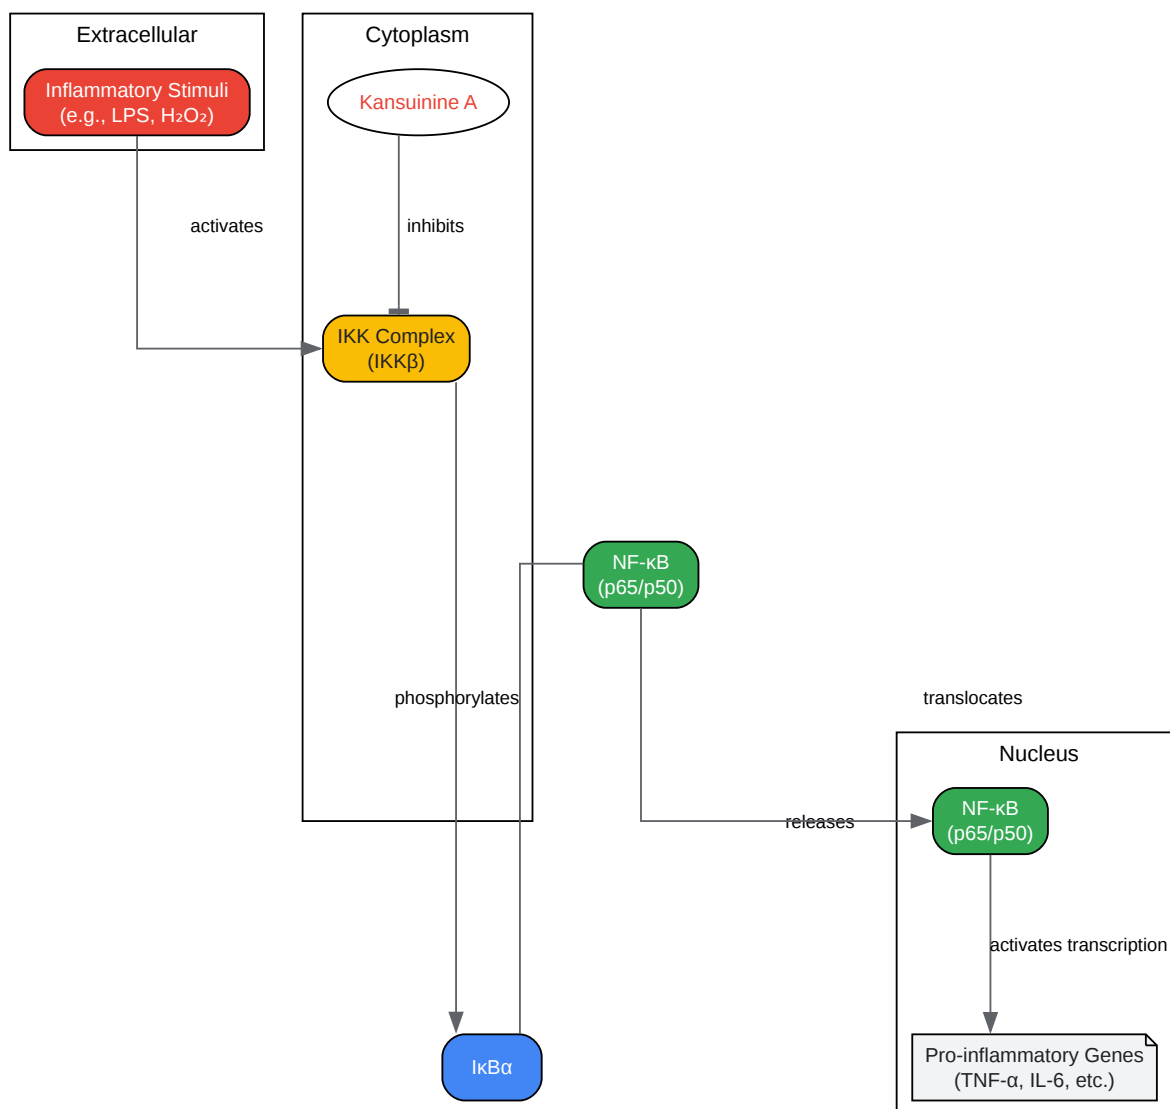 Extracellular
Inflammatory Stimuli
(e.g., LPS, H₂O₂)
Cytoplasm
Kansuinine A
activates
inhibits
IKK Complex
(IKKβ)
NF-κB
(p65/p50)
phosphorylates
translocates
Nucleus
releases
NF-κB
(p65/p50)
activates transcription
IκBα
Pro-inflammatory Genes
(TNF-α, IL-6, etc.)